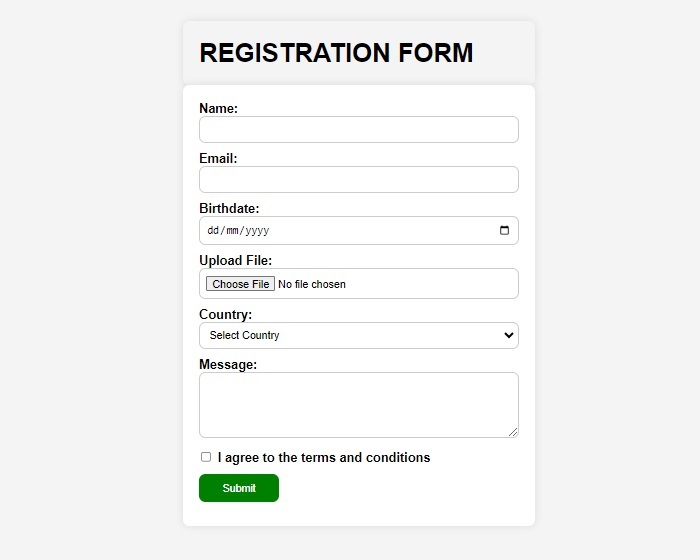 REGISTRATION FORM
Name:
Email:
Birthdate:
dd/mm/yyyy
Upload File:
Choose File No file chosen
Country:
Select Country
Message:
I agree to the terms and conditions
Submit